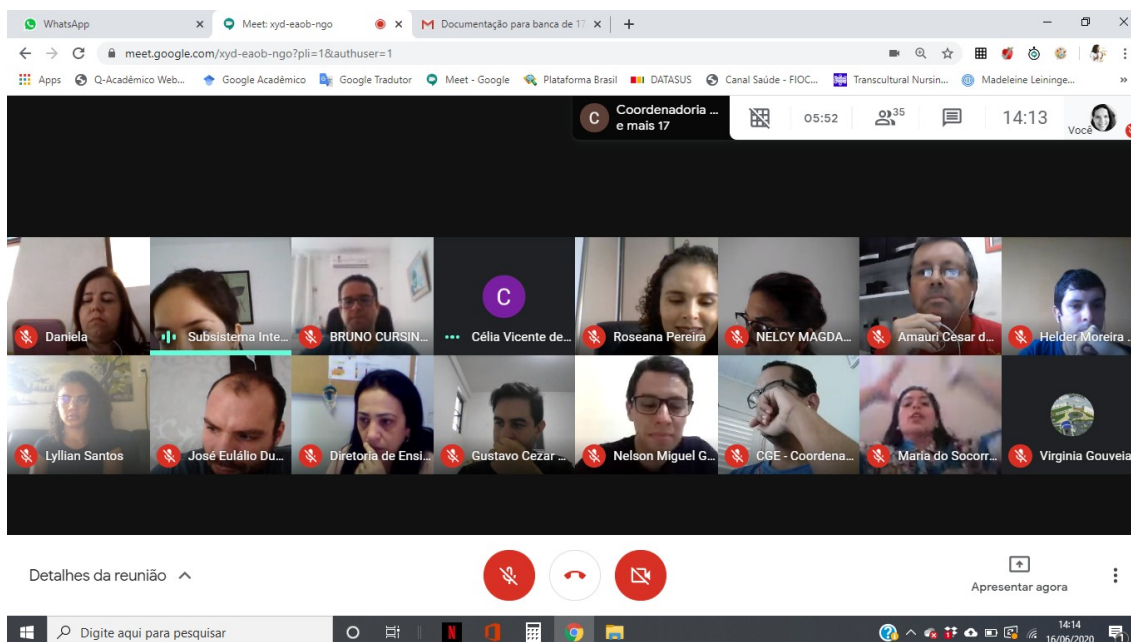 WhatsApp
Meet: xyd-eaob-ngo
Documentação para banca de 17
meet.google.com/xyd-eaob-ngo?pli=1&authuser=1
Apps Q-Acadêmico Web... Google Acadêmico Google Tradutor Meet - Google Plataforma Brasil DATASUS Canal Saúde - FIOC... Transcultural Nursin... Madeleine Leininge... »
C Coordenadoria ...
e mais 17
05:52
35
14:13
Você
C
Daniela
Subsistema Inte...
BRUNO CURSIN...
Célia Vicente de...
Roseana Pereira
NELCY MAGDA...
Amauri Cesar d...
Helder Moreira .
Lyllian Santos
José Eulálio Du...
Diretoria de Ensi...
Gustavo Cezar ...
Nelson Miguel G...
CGE - Coordena...
Maria do Socorr...
Virginia Gouveia
Detalhes da reunião
Apresentar agora
Digite aqui para pesquisar
N
14:14
16/06/2020